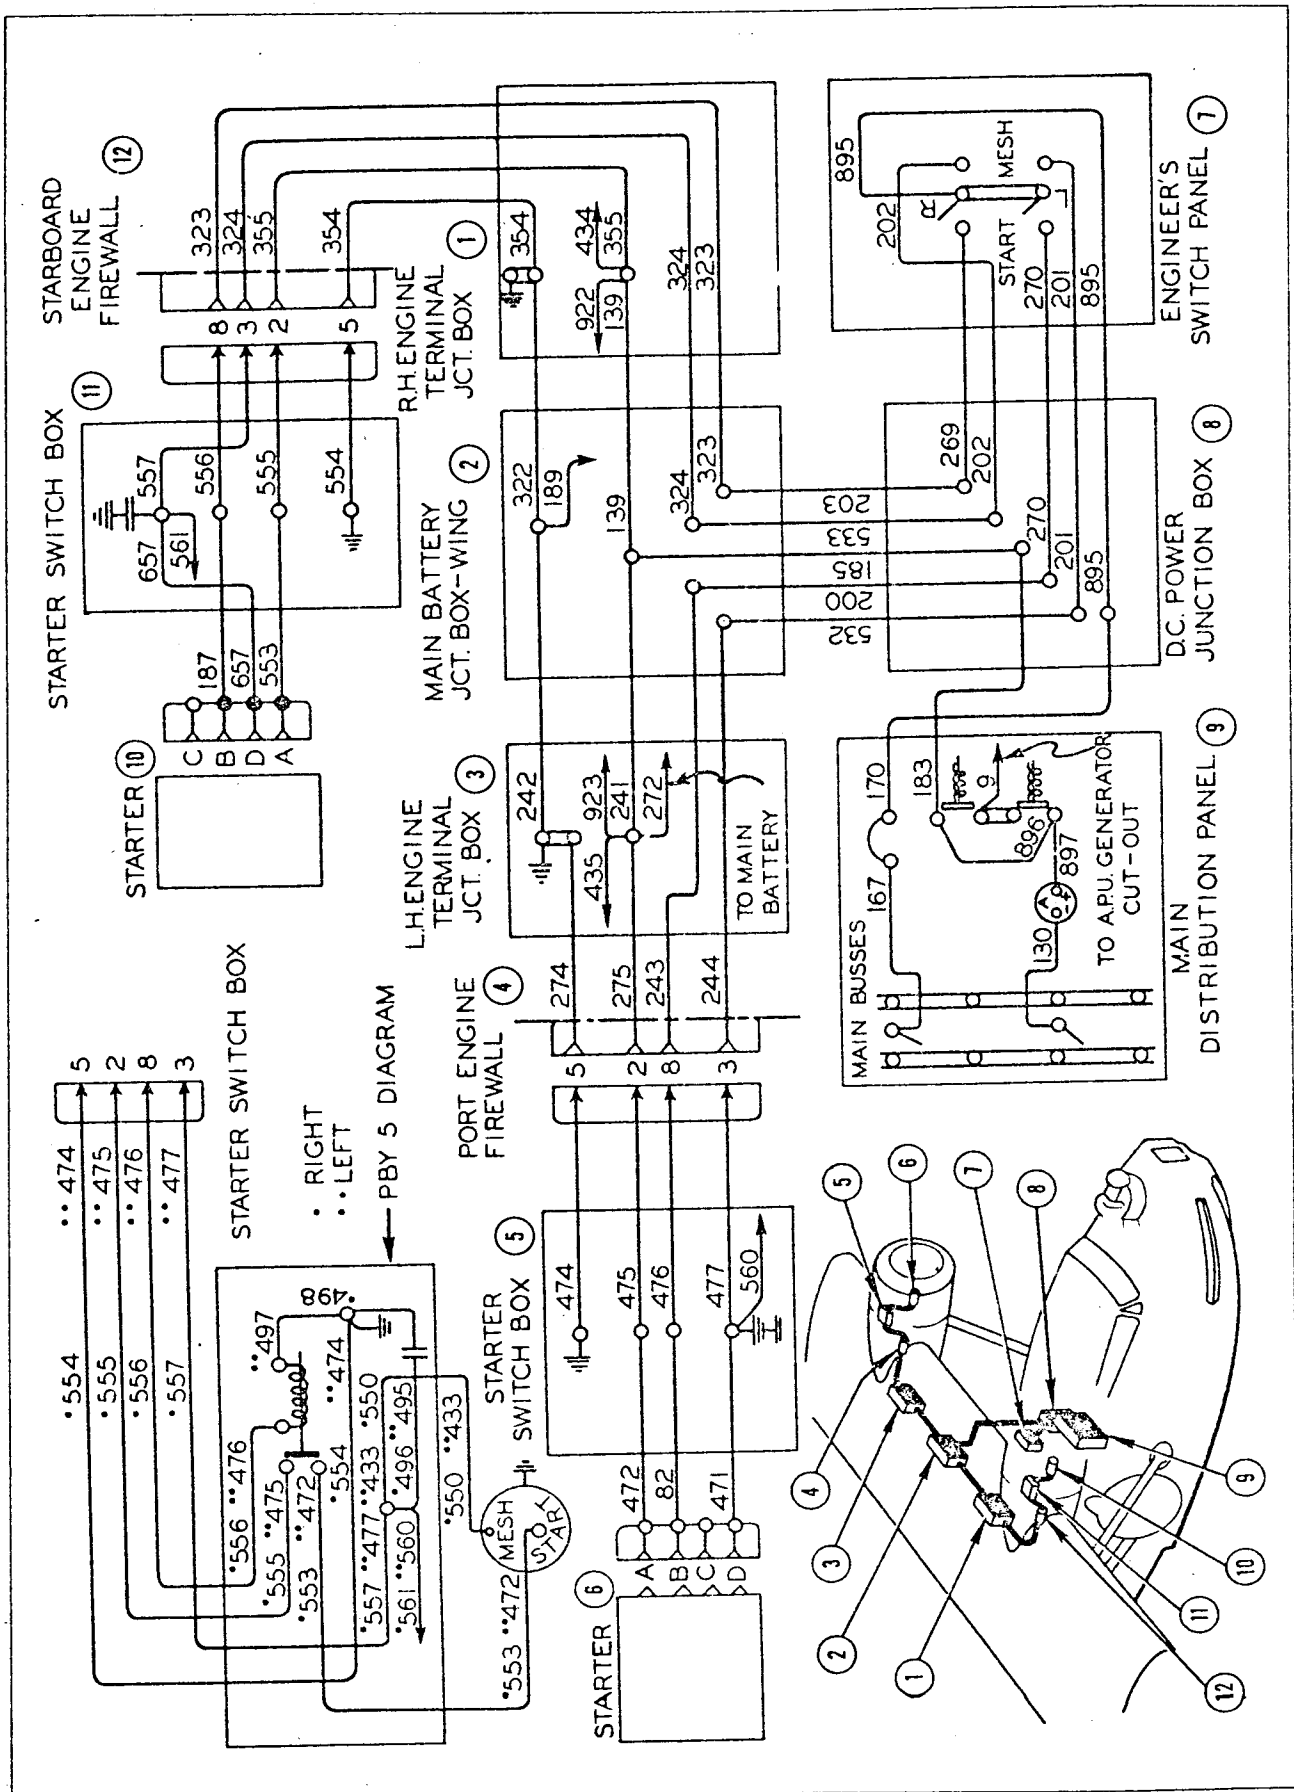 STARTER SWITCH BOX
5
2
8
3
•554 ••474
•555 ••475
•556 ••476
•557 ••477
• RIGHT
•• LEFT
PBY 5 DIAGRAM
•556 ••476
••497
•498
•555 ••475
•553 ••472
•554 ••474
•557 ••477 ••433 •550
•561 ••560 •496 ••495
•550 ••433
•553 ••472
MESH
START
STARTER
10
C
B
D
A
187
657
553
STARTER SWITCH BOX
11
657
557
561
556
555
554
8
3
2
5
STARBOARD
ENGINE
FIREWALL
12
323
324
355
354
STARTER
6
A
B
C
D
472
82
471
STARTER
SWITCH BOX
5
474
475
476
477
560
5
2
8
3
PORT ENGINE
FIREWALL
4
274
275
243
244
L.H. ENGINE
TERMINAL
JCT. BOX
3
242
923
435
241
272
TO MAIN
BATTERY
MAIN BATTERY
JCT. BOX-WING
2
322
189
139
324
323
R.H. ENGINE
TERMINAL
JCT. BOX
1
354
434
922
355
139
324
323
203
533
185
200
532
MAIN BUSSES
167
170
183
9
896
897
130
A
- +
TO A.P.U. GENERATOR
CUT-OUT
MAIN
DISTRIBUTION PANEL
9
269
202
270
201
895
D.C. POWER
JUNCTION BOX
8
895
202
R
L
START
MESH
270
201
895
ENGINEER'S
SWITCH PANEL
7
1
2
3
4
5
6
7
8
9
10
11
12